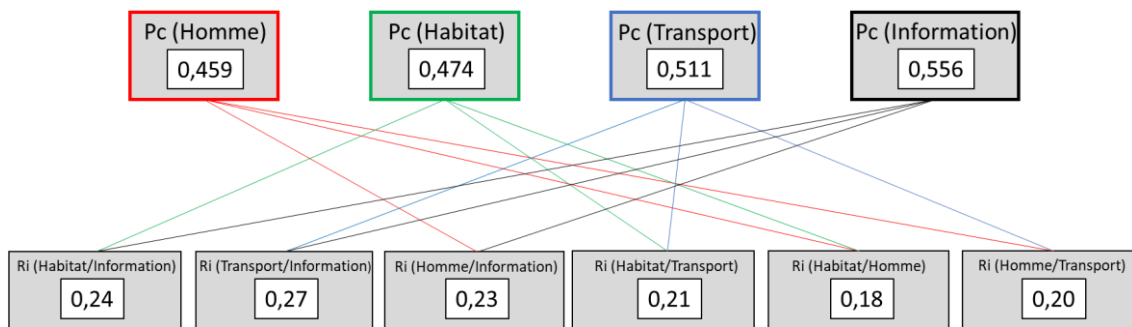 Pc (Homme)
0,459
Pc (Habitat)
0,474
Pc (Transport)
0,511
Pc (Information)
0,556
Ri (Habitat/Information)
0,24
Ri (Transport/Information)
0,27
Ri (Homme/Information)
0,23
Ri (Habitat/Transport)
0,21
Ri (Habitat/Homme)
0,18
Ri (Homme/Transport)
0,20